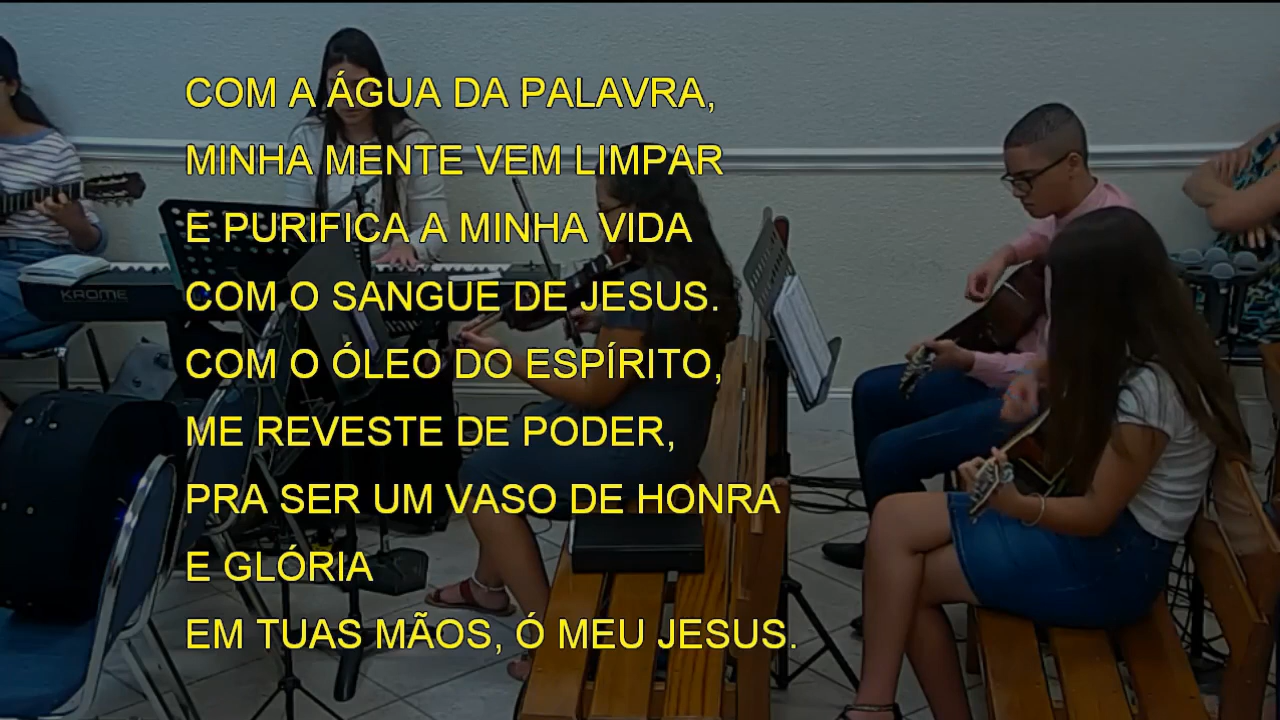 COM A ÁGUA DA PALAVRA,
MINHA MENTE VEM LIMPAR
E PURIFICA A MINHA VIDA
COM O SANGUE DE JESUS.
COM O ÓLEO DO ESPÍRITO,
ME REVESTE DE PODER,
PRA SER UM VASO DE HONRA
E GLÓRIA
EM TUAS MÃOS, Ó MEU JESUS.
KROME